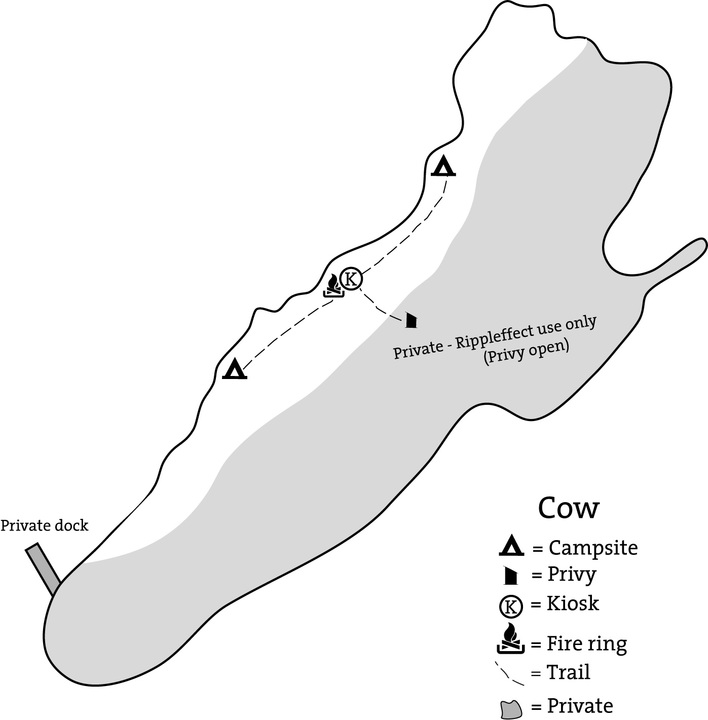 K
Private - Rippleffect use only
(Privy open)
Private dock
Cow
= Campsite
= Privy
K = Kiosk
= Fire ring
= Trail
= Private